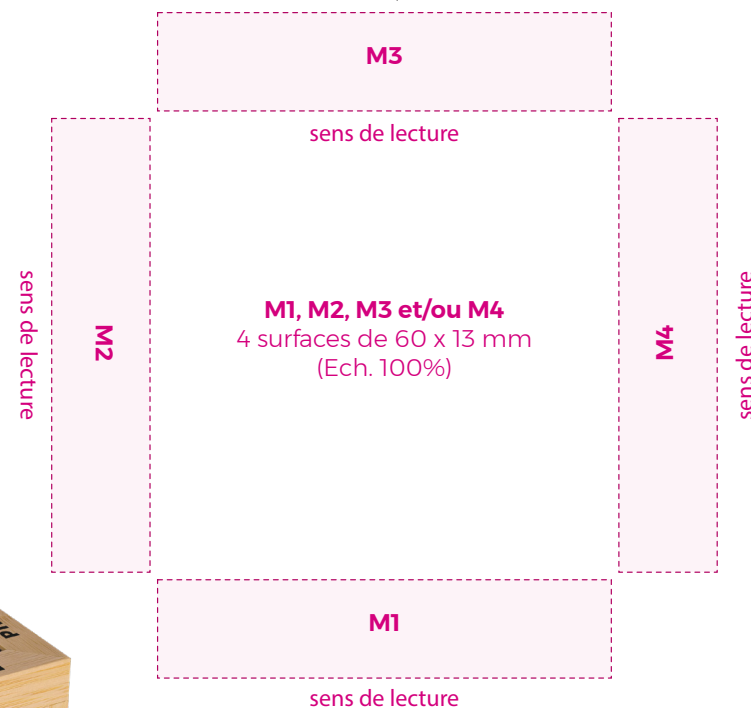 M3
sens de lecture
sens de lecture
M2
M1, M2, M3 et/ou M4
4 surfaces de 60 x 13 mm
(Ech. 100%)
M4
sens de lecture
M1
sens de lecture